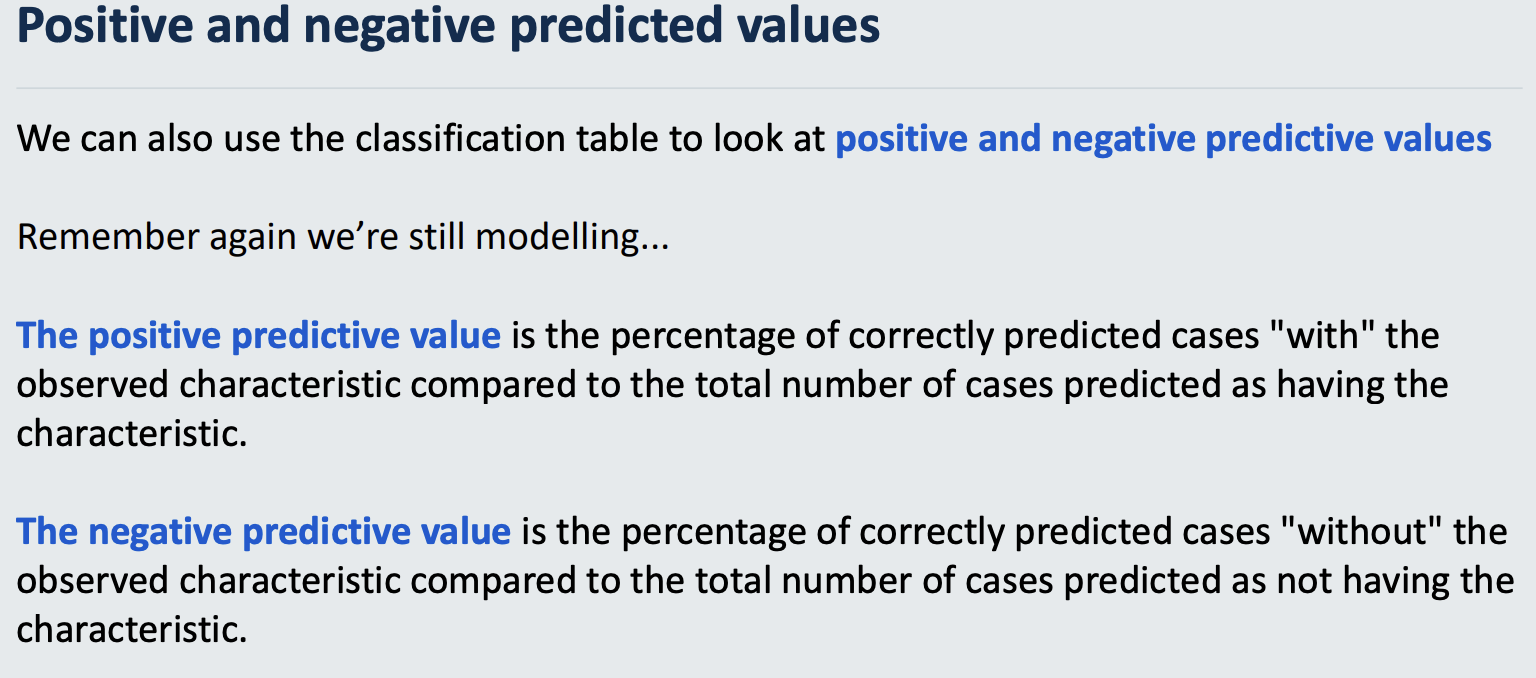 Positive and negative predicted values
We can also use the classification table to look at positive and negative predictive values
Remember again we’re still modelling...
The positive predictive value is the percentage of correctly predicted cases "with" the
observed characteristic compared to the total number of cases predicted as having the
characteristic.
The negative predictive value is the percentage of correctly predicted cases "without" the
observed characteristic compared to the total number of cases predicted as not having the
characteristic.